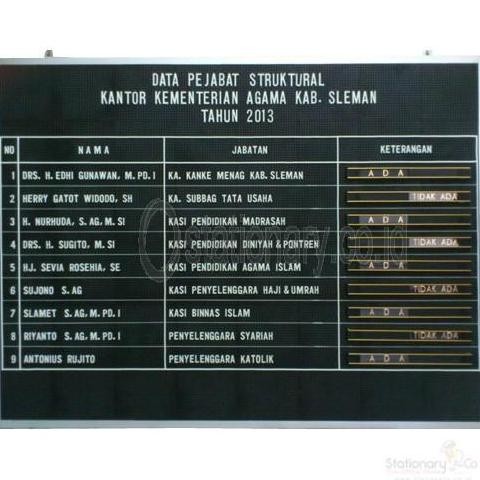 DATA PEJABAT STRUKTURAL
KANTOR KEMENTERIAN AGAMA KAB. SLEMAN
TAHUN 2013
NO NAMA JABATAN KETERANGAN
1 DRS. H. EDHI GUNAWAN, M. PD. I KA. KANKE MENAG KAB. SLEMAN ADA
2 HERRY GATOT WIDODO, SH KA. SUBBAG TATA USAHA TIDAK ADA
3 H. NURHUDA, S. AG, M. SI KASI PENDIDIKAN MADRASAH ADA
4 DRS. H. SUGITO, M. SI KASI PENDIDIKAN DINIYAH & PONTREN TIDAK ADA
5 HJ. SEVIA ROSEHIA, SE KASI PENDIDIKAN AGAMA ISLAM ADA
6 SUJONO S. AG KASI PENYELENGGARA HAJI & UMRAH TIDAK ADA
7 SLAMET S. AG, M. PD. I KASI BINNAS ISLAM ADA
8 RIYANTO S. AG, M. PD. I PENYELENGGARA SYARIAH TIDAK ADA
9 ANTONIUS RUJITO PENYELENGGARA KATOLIK ADA
stationary.co.id
Stationary Co